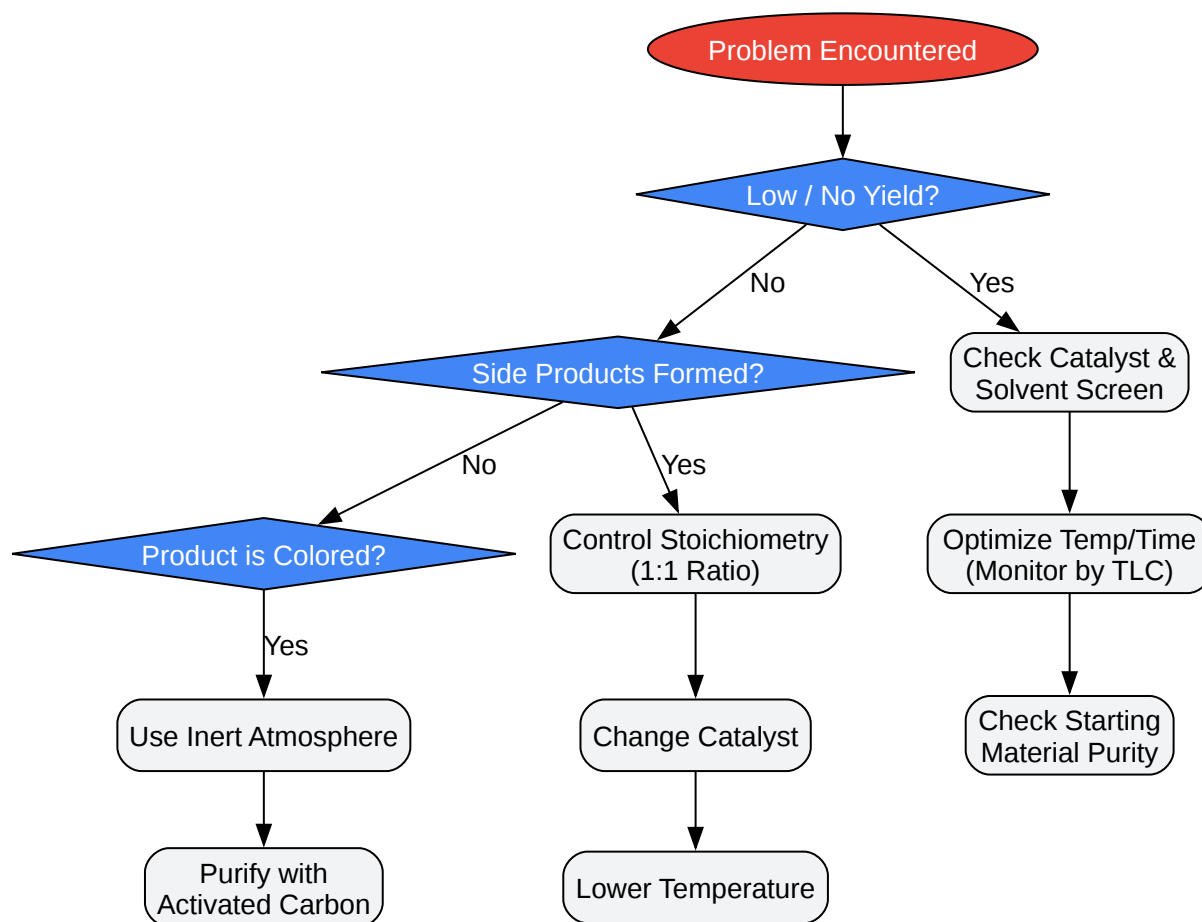 Problem Encountered
Low / No Yield?
No
Yes
Side Products Formed?
Check Catalyst &
Solvent Screen
No
Yes
Product is Colored?
Control Stoichiometry
(1:1 Ratio)
Optimize Temp/Time
(Monitor by TLC)
Yes
Use Inert Atmosphere
Change Catalyst
Check Starting
Material Purity
Purify with
Activated Carbon
Lower Temperature